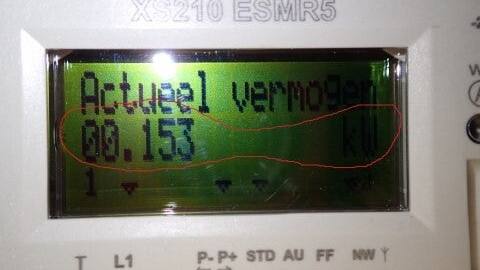 XS210 ESMR5
Actueel vermogen
00.153 kW
1
T L1 P- P+ STD AU FF NW